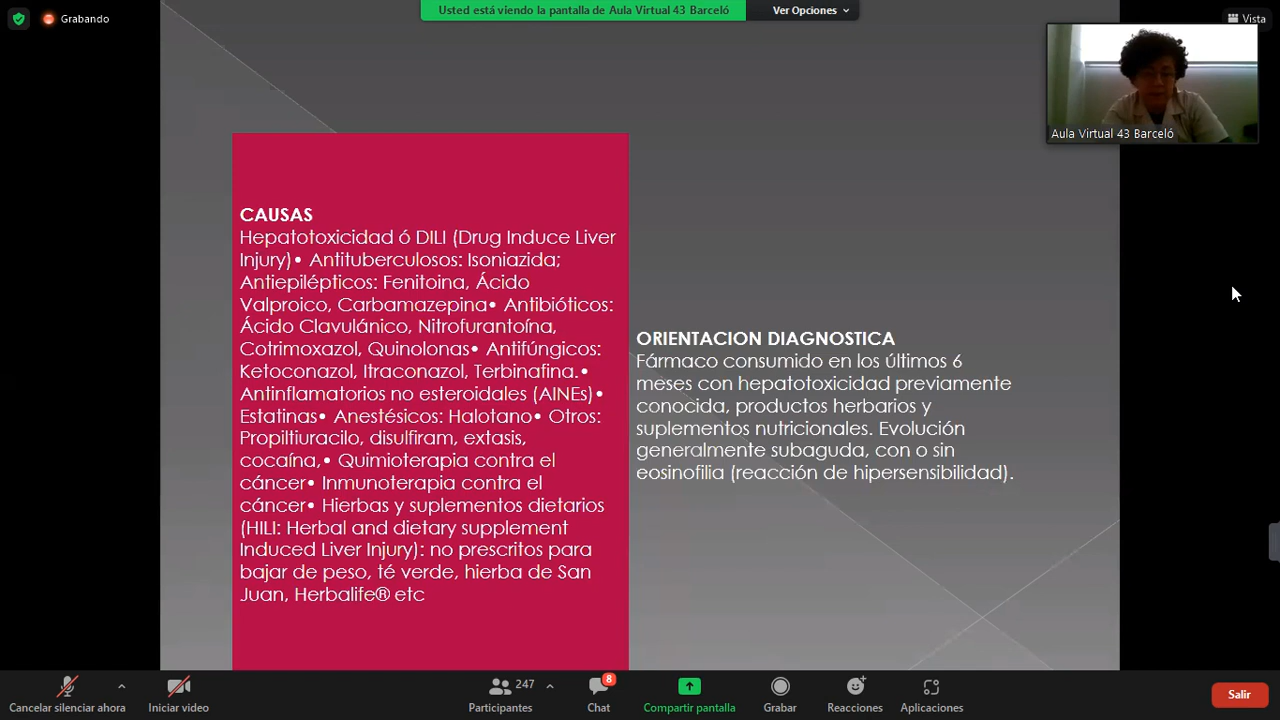 Grabando
Usted está viendo la pantalla de Aula Virtual 43 Barceló
Ver Opciones
Vista
Aula Virtual 43 Barceló
CAUSAS
Hepatotoxicidad ó DILI (Drug Induce Liver
Injury)• Antituberculosos: Isoniazida;
Antiepilépticos: Fenitoina, Ácido
Valproico, Carbamazepina• Antibióticos:
Ácido Clavulánico, Nitrofurantoína,
Cotrimoxazol, Quinolonas• Antifúngicos:
Ketoconazol, Itraconazol, Terbinafina.•
Antinflamatorios no esteroidales (AINEs)•
Estatinas• Anestésicos: Halotano• Otros:
Propiltiuracilo, disulfiram, extasis,
cocaína,• Quimioterapia contra el
cáncer• Inmunoterapia contra el
cáncer• Hierbas y suplementos dietarios
(HILI: Herbal and dietary supplement
Induced Liver Injury): no prescritos para
bajar de peso, té verde, hierba de San
Juan, Herbalife® etc
ORIENTACION DIAGNOSTICA
Fármaco consumido en los últimos 6
meses con hepatotoxicidad previamente
conocida, productos herbarios y
suplementos nutricionales. Evolución
generalmente subaguda, con o sin
eosinofilia (reacción de hipersensibilidad).
Cancelar silenciar ahora
Iniciar video
247
Participantes
8
Chat
Compartir pantalla
Grabar
Reacciones
Aplicaciones
Salir